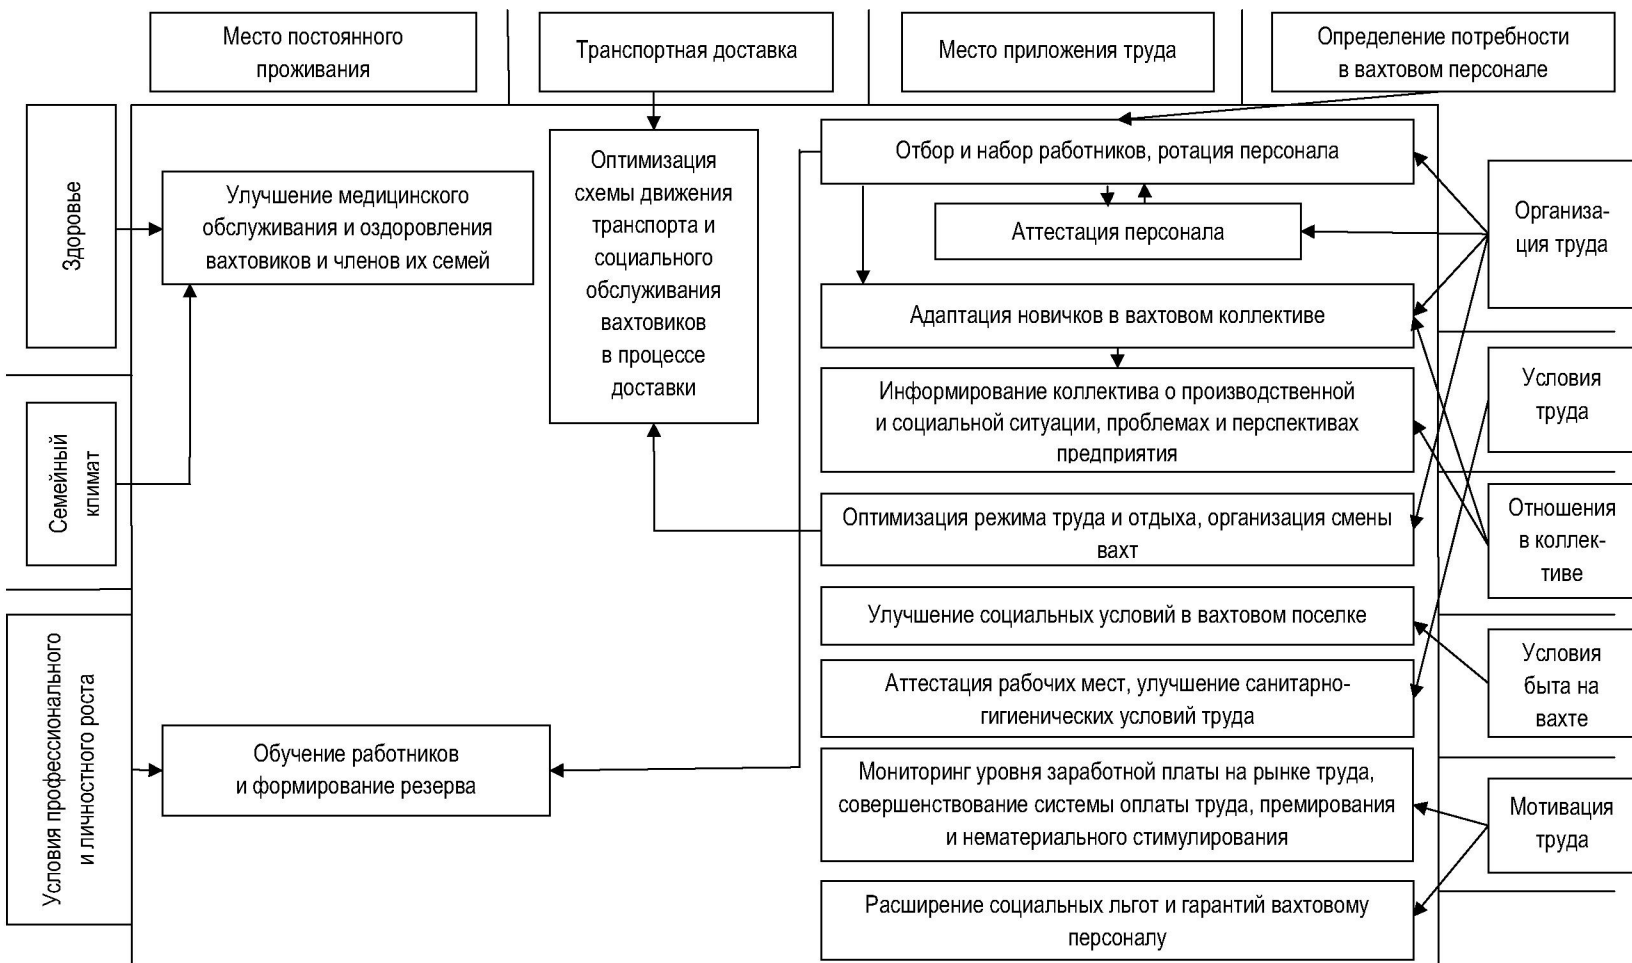 Место постоянного
проживания
Транспортная доставка
Место приложения труда
Определение потребности
в вахтовом персонале
Здоровье
Семейный
климат
Условия профессионального
и личностного роста
Улучшение медицинского
обслуживания и оздоровления
вахтовиков и членов их семей
Обучение работников
и формирование резерва
Оптимизация
схемы движения
транспорта и
социального
обслуживания
вахтовиков
в процессе
доставки
Отбор и набор работников, ротация персонала
Аттестация персонала
Адаптация новичков в вахтовом коллективе
Информирование коллектива о производственной
и социальной ситуации, проблемах и перспективах
предприятия
Оптимизация режима труда и отдыха, организация смены
вахт
Улучшение социальных условий в вахтовом поселке
Аттестация рабочих мест, улучшение санитарно-
гигиенических условий труда
Мониторинг уровня заработной платы на рынке труда,
совершенствование системы оплаты труда, премирования
и нематериального стимулирования
Расширение социальных льгот и гарантий вахтовому
персоналу
Организа-
ция труда
Условия
труда
Отношения
в коллек-
тиве
Условия
быта на
вахте
Мотивация
труда